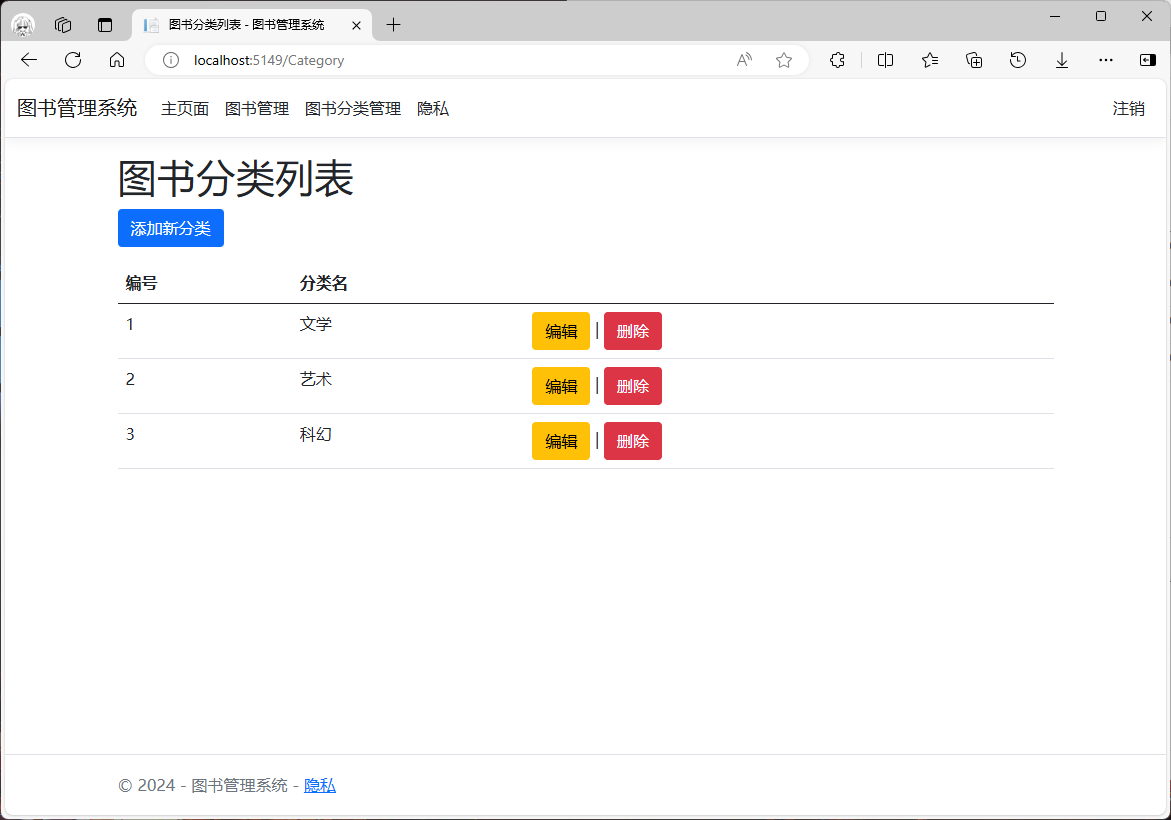 图书分类列表 - 图书管理系统
localhost:5149/Category
图书管理系统 主页面 图书管理 图书分类管理 隐私 注销
图书分类列表
添加新分类
编号 分类名
1 文学 编辑 | 删除
2 艺术 编辑 | 删除
3 科幻 编辑 | 删除
© 2024 - 图书管理系统 - 隐私